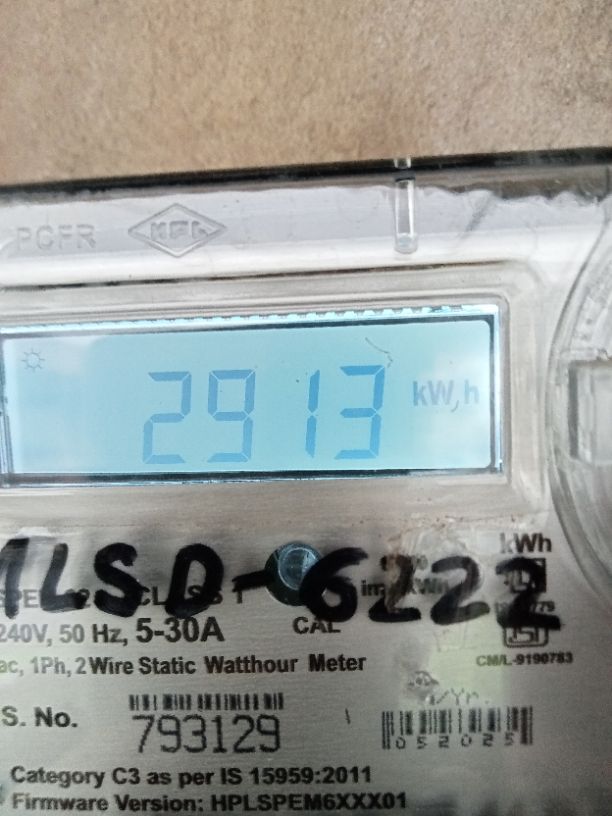 HPL
2913 kW,h
MLSD-6222
kWh
240V, 50 Hz, 5-30A
CAL
ac, 1Ph, 2 Wire Static Watthour Meter
CM/L-9190783
S. No.
793129
052025
Category C3 as per IS 15959:2011
Firmware Version: HPLSPEM6XXX01